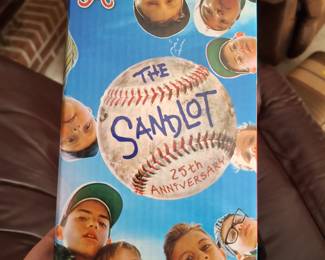 THE
SANDLOT
25th
ANNIVERSARY